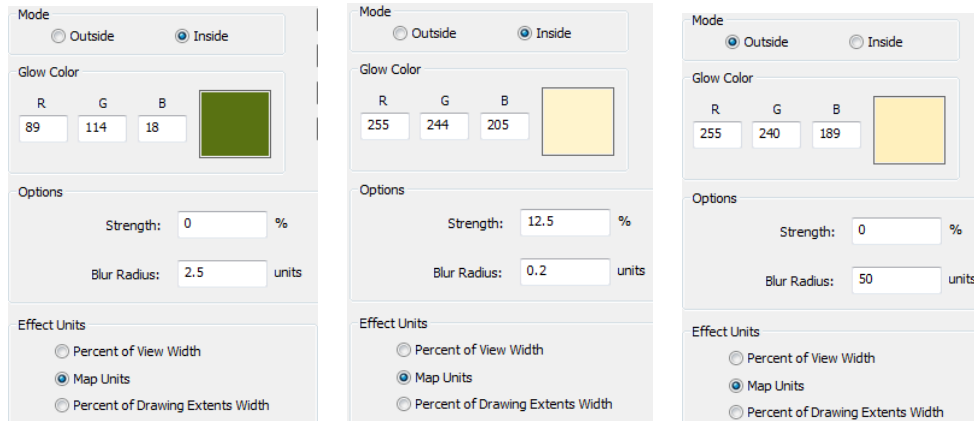 Mode
Outside Inside
Glow Color
R G B
89 114 18
Options
Strength: 0 %
Blur Radius: 2.5 units
Effect Units
Percent of View Width
Map Units
Percent of Drawing Extents Width
Mode
Outside Inside
Glow Color
R G B
255 244 205
Options
Strength: 12.5 %
Blur Radius: 0.2 units
Effect Units
Percent of View Width
Map Units
Percent of Drawing Extents Width
Mode
Outside Inside
Glow Color
R G B
255 240 189
Options
Strength: 0 %
Blur Radius: 50 units
Effect Units
Percent of View Width
Map Units
Percent of Drawing Extents Width